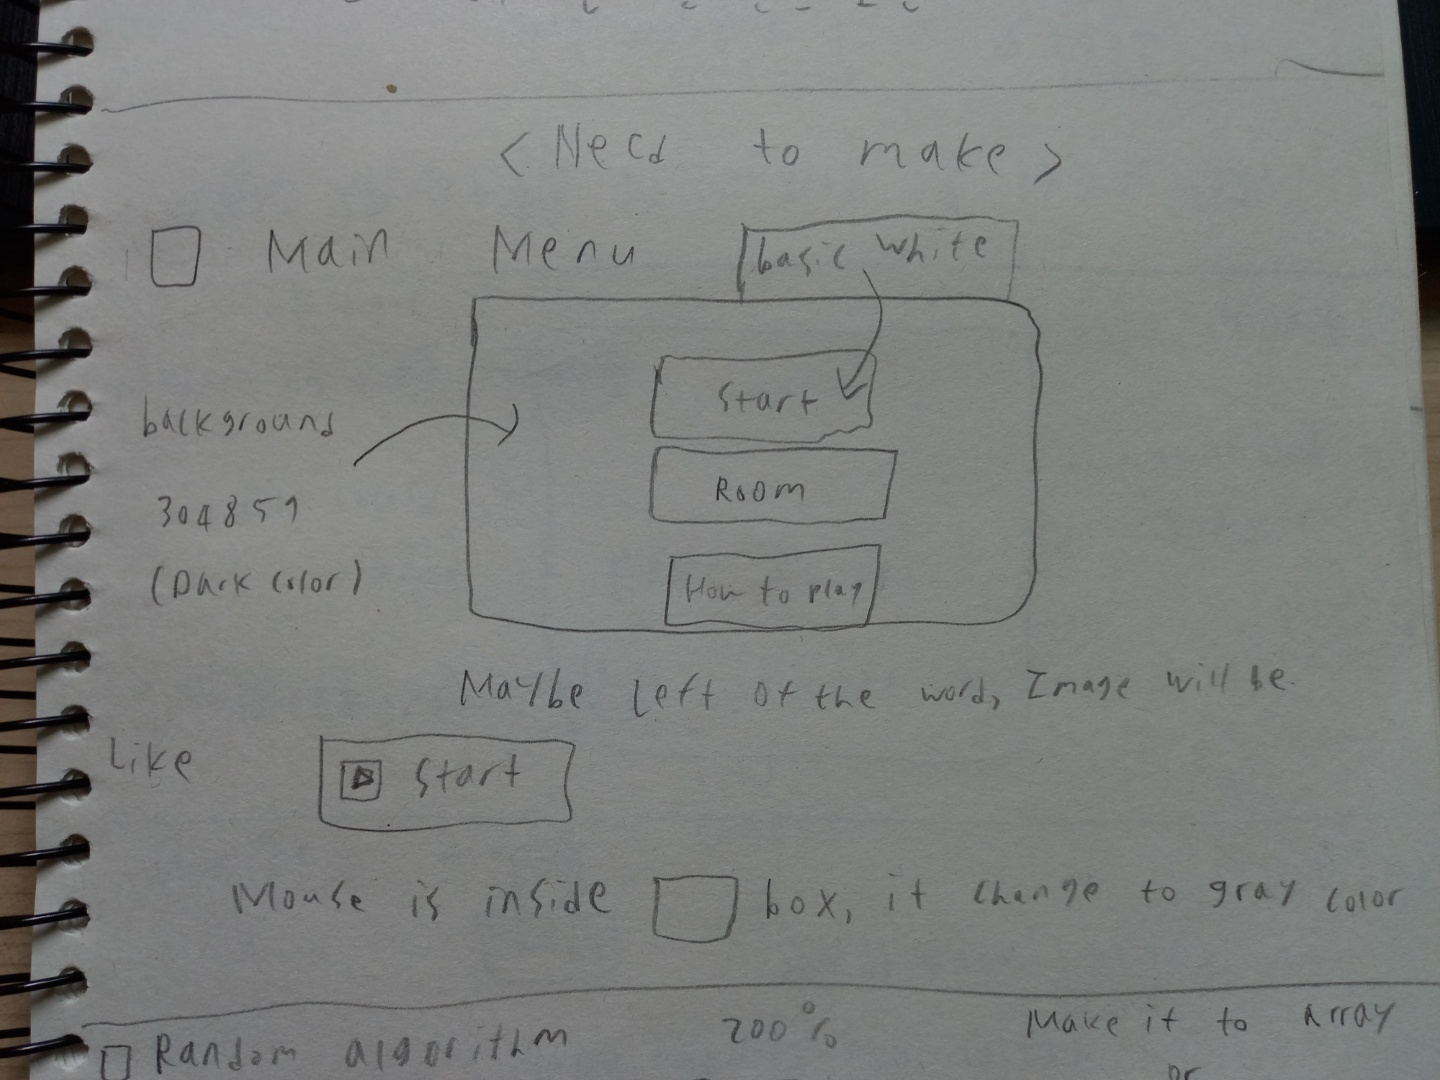 < Need to make >
Main Menu basic white
Start
background
Room
304859
(Dark color)
How to play
Maybe left of the word, Image will be.
Like Start
Mouse is inside box, it change to gray color
Random algorithm 200% Make it to Array
or